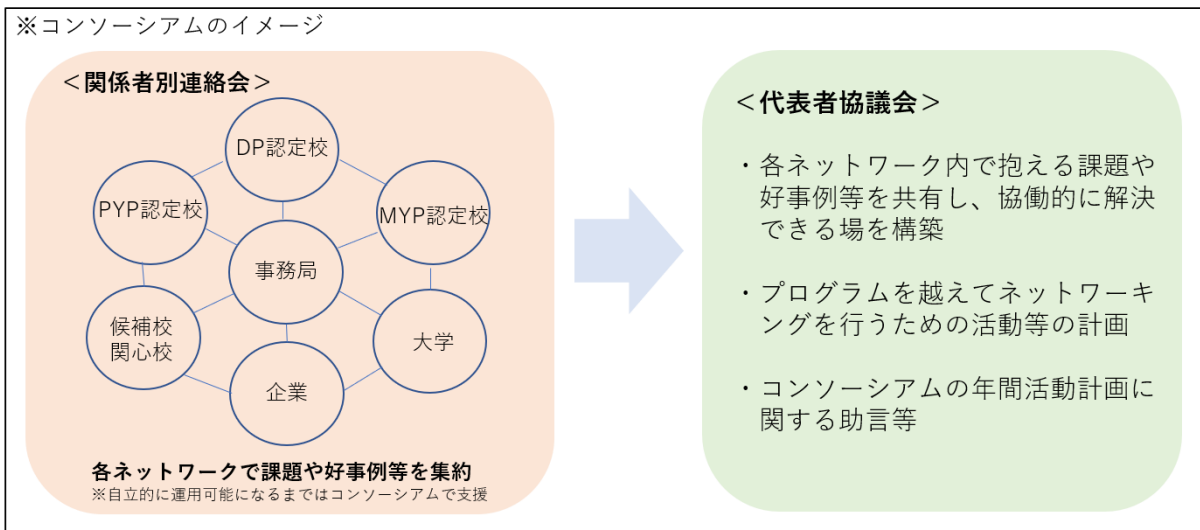 ※コンソーシアムのイメージ
＜関係者別連絡会＞
DP認定校
PYP認定校
MYP認定校
事務局
候補校
関心校
大学
企業
各ネットワークで課題や好事例等を集約
※自立的に運用可能になるまではコンソーシアムで支援
＜代表者協議会＞
・各ネットワーク内で抱える課題や
好事例等を共有し、協働的に解決
できる場を構築
・プログラムを越えてネットワーキ
ングを行うための活動等の計画
・コンソーシアムの年間活動計画に
関する助言等